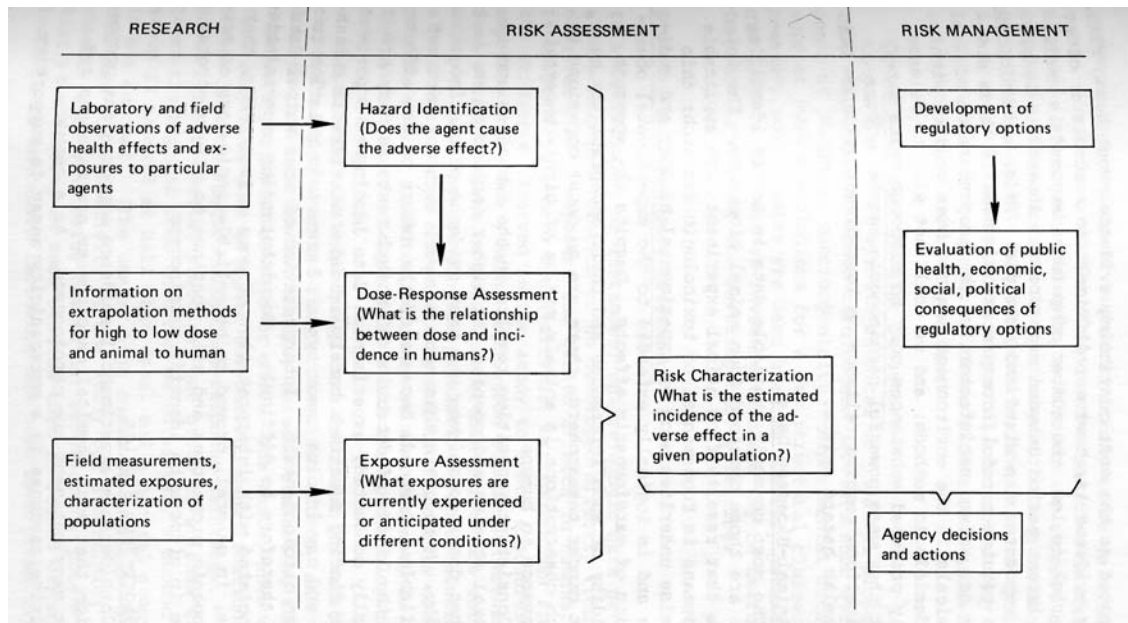 RESEARCH
RISK ASSESSMENT
RISK MANAGEMENT
Laboratory and field
observations of adverse
health effects and ex-
posures to particular
agents
Hazard Identification
(Does the agent cause
the adverse effect?)
Development of
regulatory options
Information on
extrapolation methods
for high to low dose
and animal to human
Dose-Response Assessment
(What is the relationship
between dose and inci-
dence in humans?)
Evaluation of public
health, economic,
social, political
consequences of
regulatory options
Risk Characterization
(What is the estimated
incidence of the ad-
verse effect in a
given population?)
Field measurements,
estimated exposures,
characterization of
populations
Exposure Assessment
(What exposures are
currently experienced
or anticipated under
different conditions?)
Agency decisions
and actions